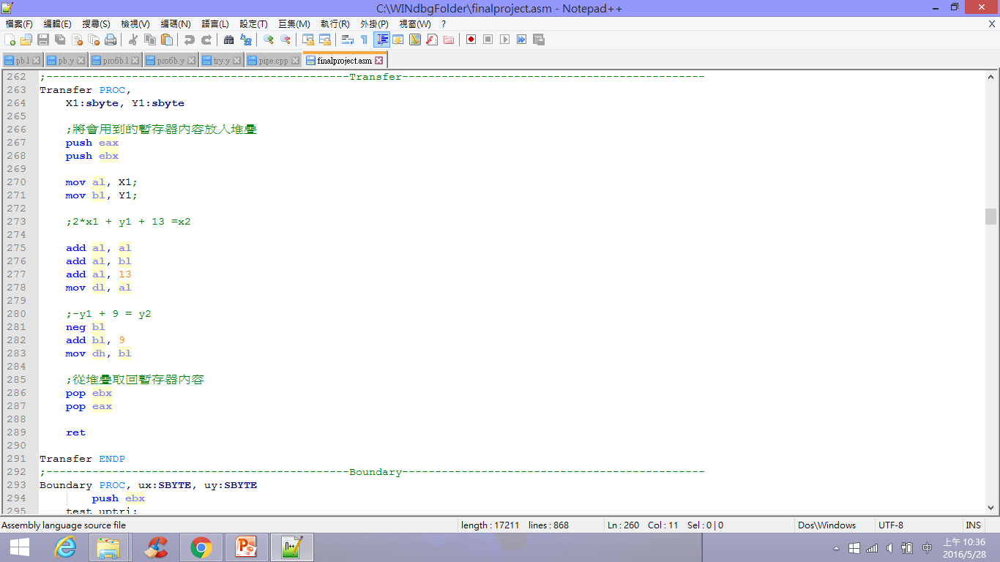 C:\WINdbgFolder\finalproject.asm - Notepad++
檔案(F) 編輯(E) 搜尋(S) 檢視(V) 編碼(N) 語言(L) 設定(T) 巨集(M) 執行(R) 外掛(P) 視窗(W) ? X
pb.l pb.y pro6b.l pro6b.y try.y pipe.cpp finalproject.asm
262 ;----------------------------------------------Transfer----------------------------------------------
263 Transfer PROC,
264 X1:sbyte, Y1:sbyte
265
266 ;將會用到的暫存器內容放入堆疊
267 push eax
268 push ebx
269
270 mov al, X1;
271 mov bl, Y1;
272
273 ;2*x1 + y1 + 13 =x2
274
275 add al, al
276 add al, bl
277 add al, 13
278 mov dl, al
279
280 ;-y1 + 9 = y2
281 neg bl
282 add bl, 9
283 mov dh, bl
284
285 ;從堆疊取回暫存器內容
286 pop ebx
287 pop eax
288
289 ret
290
291 Transfer ENDP
292 ;----------------------------------------------Boundary----------------------------------------------
293 Boundary PROC, ux:SBYTE, uy:SBYTE
294 push ebx
295 test_uptri:
Assembly language source file length : 17211 lines : 868 Ln : 260 Col : 11 Sel : 0 | 0 Dos\Windows UTF-8 INS
中 上午 10:36
2016/5/28